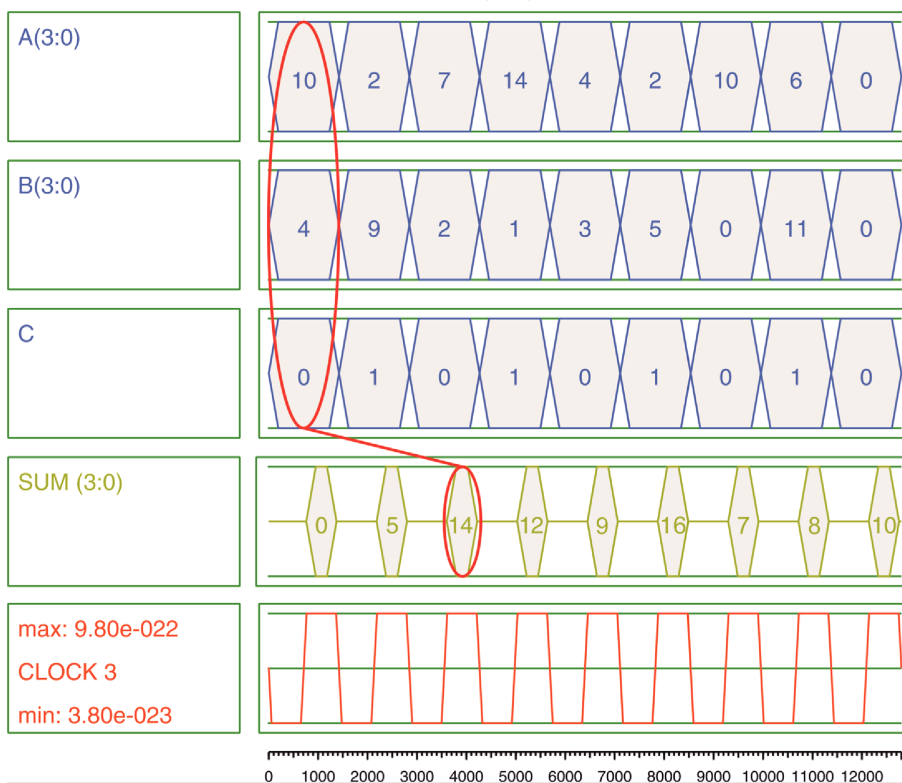 A(3:0)
10 2 7 14 4 2 10 6 0
B(3:0)
4 9 2 1 3 5 0 11 0
C
0 1 0 1 0 1 0 1 0
SUM (3:0)
0 5 14 12 9 16 7 8 10
max: 9.80e-022
CLOCK 3
min: 3.80e-023
0 1000 2000 3000 4000 5000 6000 7000 8000 9000 10000 11000 12000